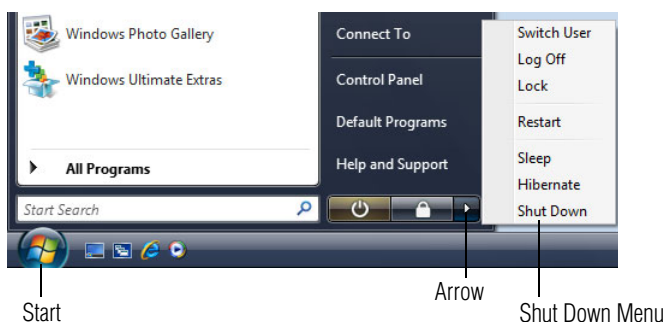 Windows Photo Gallery
Windows Ultimate Extras
All Programs
Start Search
Connect To
Control Panel
Default Programs
Help and Support
Switch User
Log Off
Lock
Restart
Sleep
Hibernate
Shut Down
Start
Arrow
Shut Down Menu